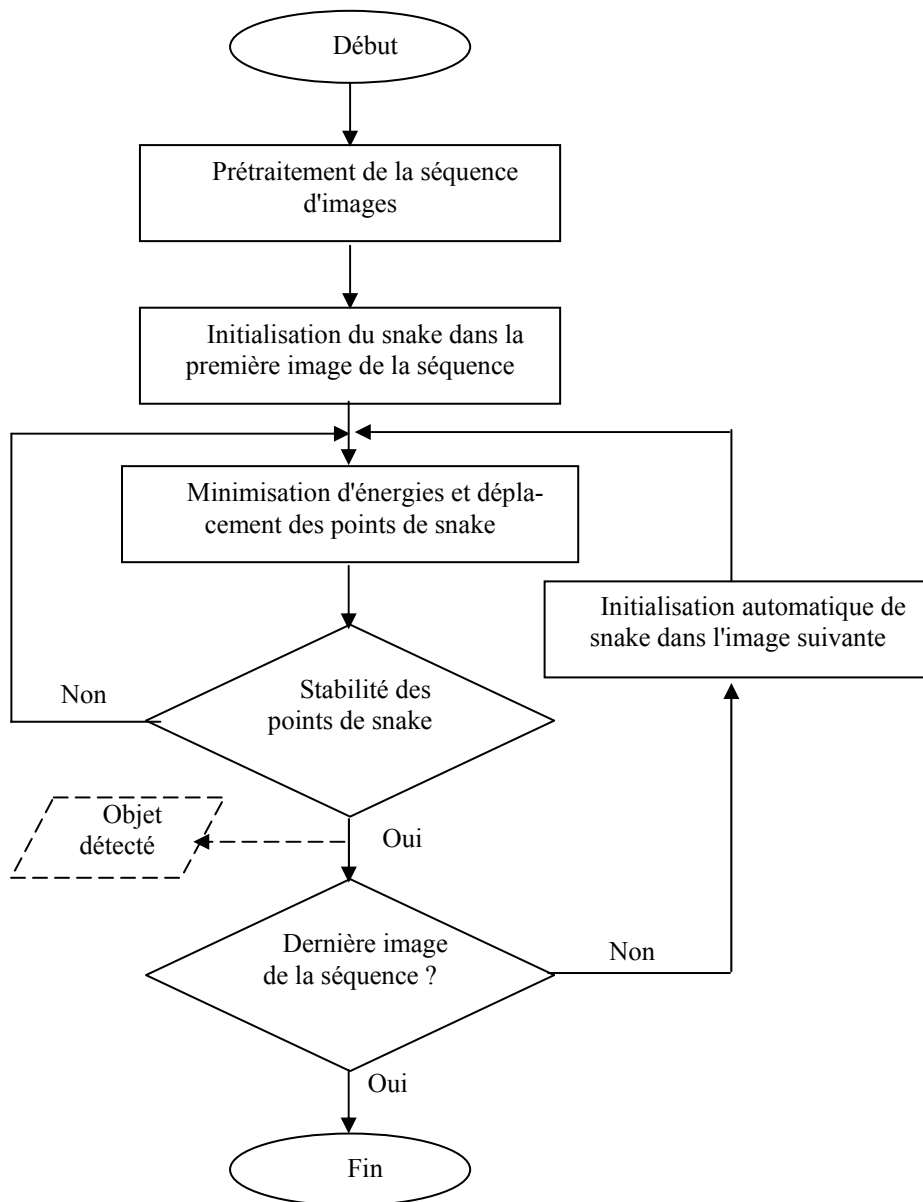 Début
Prétraitement de la séquence
d'images
Initialisation du snake dans la
première image de la séquence
Minimisation d'énergies et dépla-
cement des points de snake
Initialisation automatique de
snake dans l'image suivante
Non
Stabilité des
points de snake
Objet
détecté
Oui
Dernière image
de la séquence ?
Non
Oui
Fin